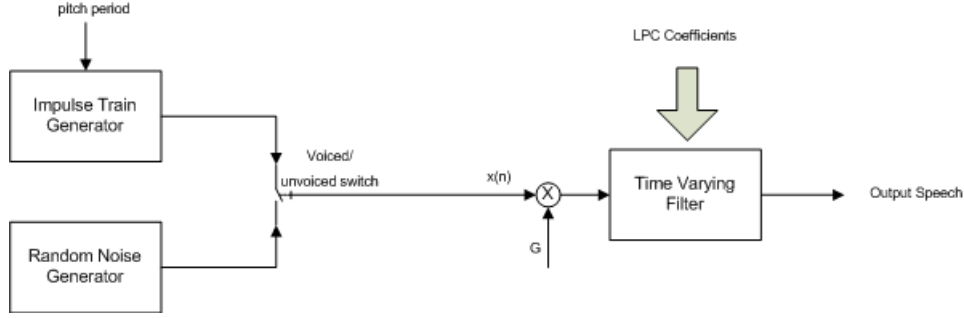 pitch period
LPC Coefficients
Impulse Train
Generator
Voiced/
unvoiced switch
x(n)
X
Time Varying
Filter
Output Speech
G
Random Noise
Generator